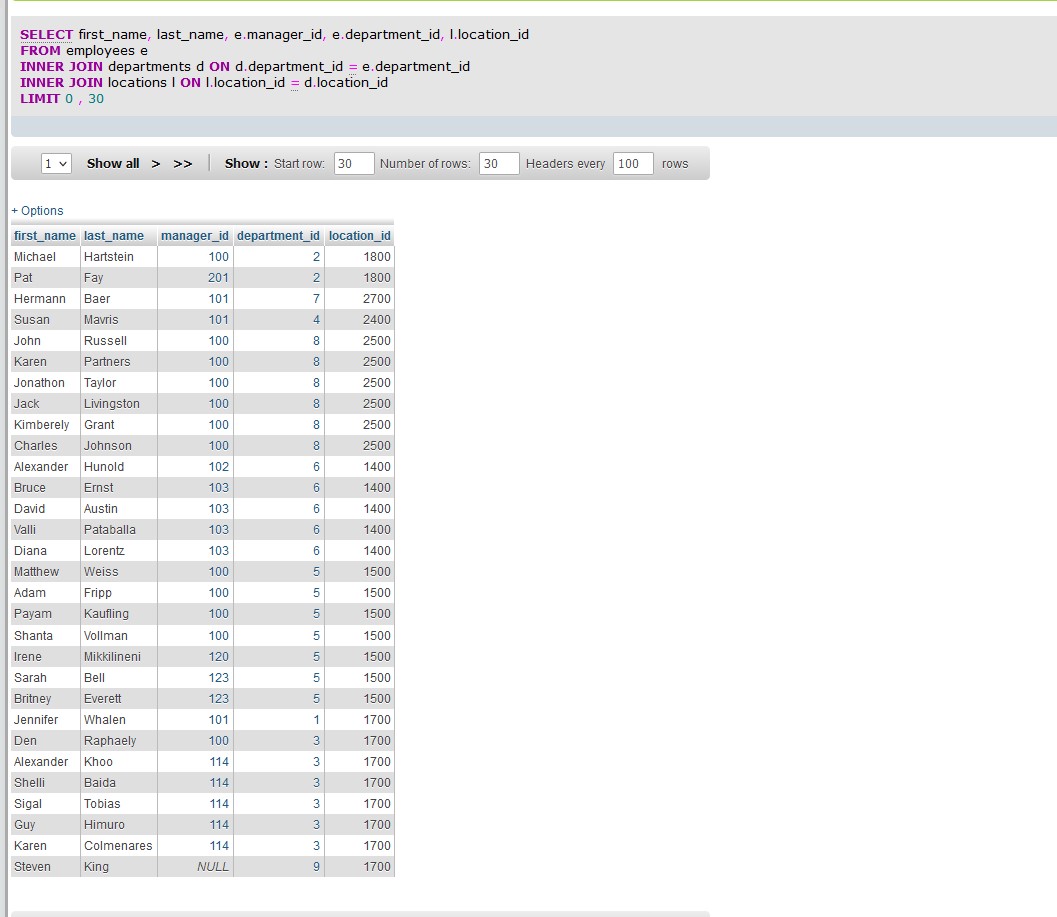 SELECT first_name, last_name, e.manager_id, e.department_id, l.location_id
FROM employees e
INNER JOIN departments d ON d.department_id = e.department_id
INNER JOIN locations l ON l.location_id = d.location_id
LIMIT 0 , 30
1 Show all > >> Show : Start row: 30 Number of rows: 30 Headers every 100 rows
+ Options
first_name last_name manager_id department_id location_id
Michael Hartstein 100 2 1800
Pat Fay 201 2 1800
Hermann Baer 101 7 2700
Susan Mavris 101 4 2400
John Russell 100 8 2500
Karen Partners 100 8 2500
Jonathon Taylor 100 8 2500
Jack Livingston 100 8 2500
Kimberely Grant 100 8 2500
Charles Johnson 100 8 2500
Alexander Hunold 102 6 1400
Bruce Ernst 103 6 1400
David Austin 103 6 1400
Valli Pataballa 103 6 1400
Diana Lorentz 103 6 1400
Matthew Weiss 100 5 1500
Adam Fripp 100 5 1500
Payam Kaufling 100 5 1500
Shanta Vollman 100 5 1500
Irene Mikkilineni 120 5 1500
Sarah Bell 123 5 1500
Britney Everett 123 5 1500
Jennifer Whalen 101 1 1700
Den Raphaely 100 3 1700
Alexander Khoo 114 3 1700
Shelli Baida 114 3 1700
Sigal Tobias 114 3 1700
Guy Himuro 114 3 1700
Karen Colmenares 114 3 1700
Steven King NULL 9 1700